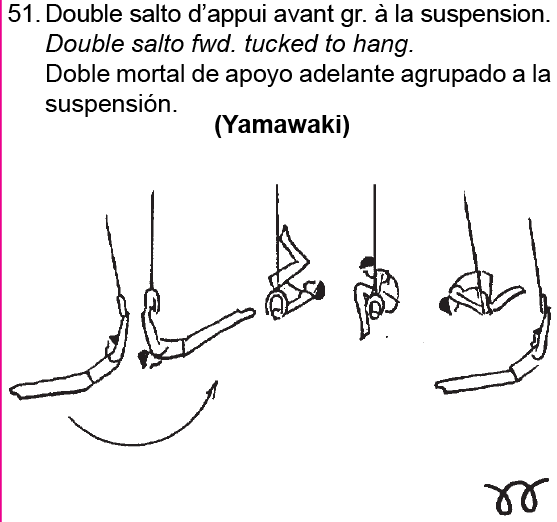 51. Double salto d’appui avant gr. à la suspension.
Double salto fwd. tucked to hang.
Doble mortal de apoyo adelante agrupado a la
suspensión.
(Yamawaki)